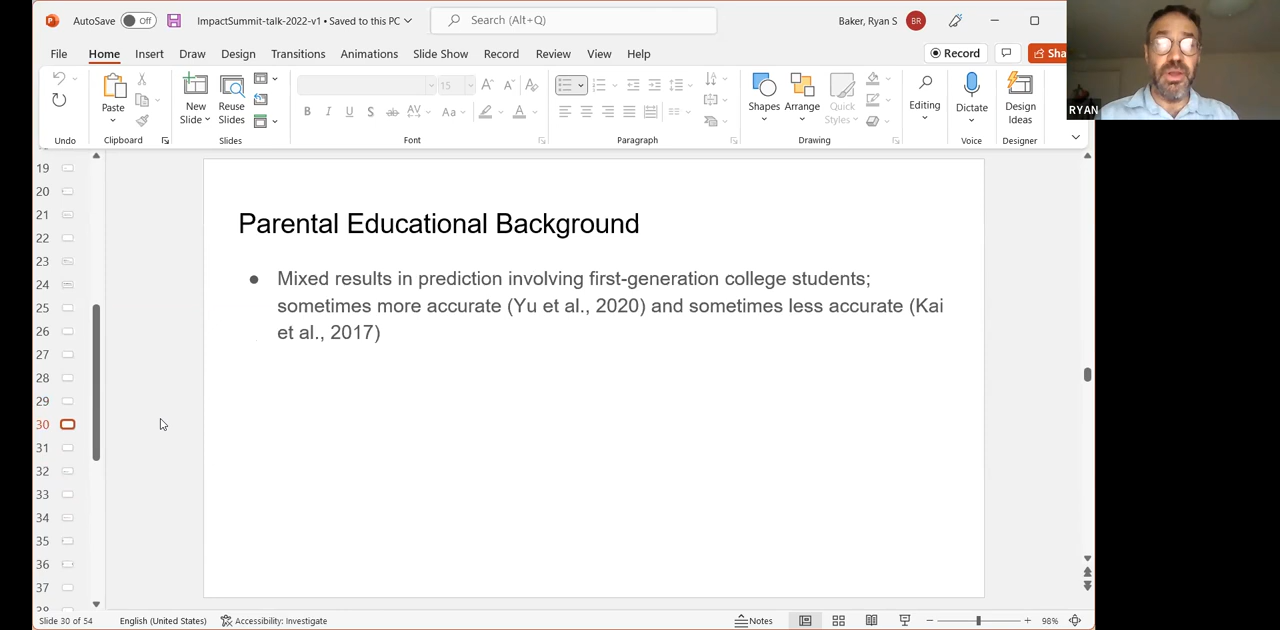 AutoSave Off ImpactSummit-talk-2022-v1 • Saved to this PC Search (Alt+Q) Baker, Ryan S BR
File Home Insert Draw Design Transitions Animations Slide Show Record Review View Help Record Sha
Paste New Slide Reuse Slides 15 B I U S ab AV Aa A Shapes Arrange Quick Styles Editing Dictate Design Ideas
Undo Clipboard Slides Font Paragraph Drawing Voice Designer
RYAN
19
20
21
22
23
24
25
26
27
28
29
30
31
32
33
34
35
36
37
38
Parental Educational Background
● Mixed results in prediction involving first-generation college students;
sometimes more accurate (Yu et al., 2020) and sometimes less accurate (Kai
et al., 2017)
Slide 30 of 54 English (United States) Accessibility: Investigate Notes 98%